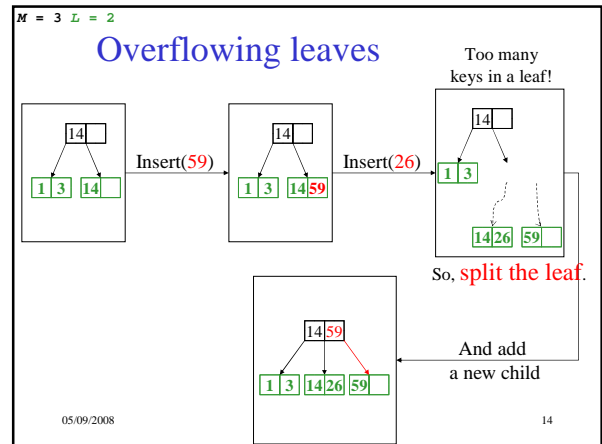 M = 3 L = 2
Overflowing leaves
Too many
keys in a leaf!
14
1 3 14
Insert(59)
14
1 3 14 59
Insert(26)
14
1 3
14 26 59
So, split the leaf.
And add
a new child
14 59
1 3 14 26 59
05/09/2008
14